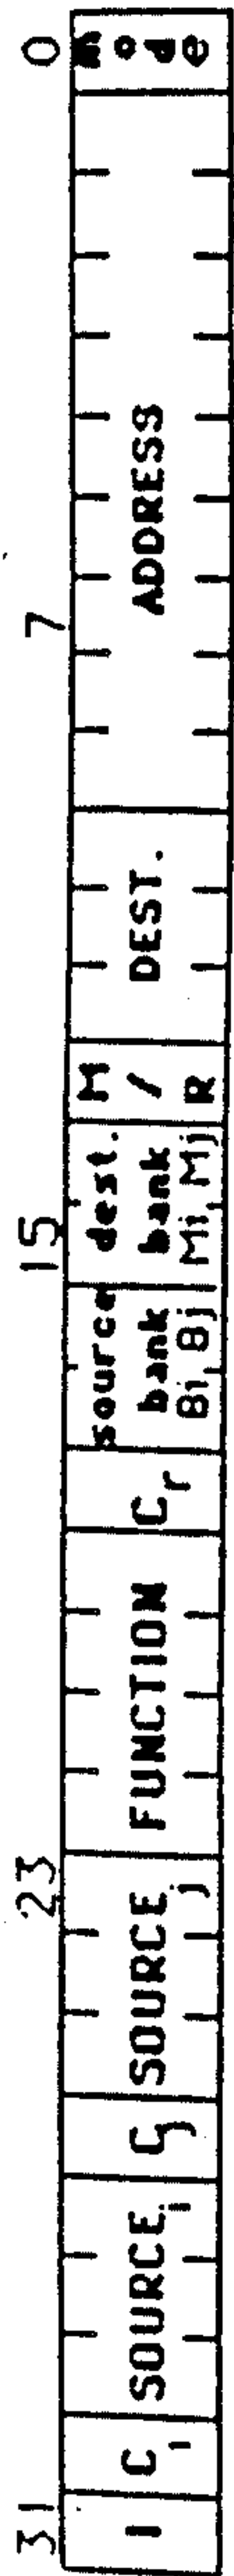 31 23 15 7 0
I
C i
SOURCE i
C j
SOURCE j
FUNCTION
C r
source bank Bi Bj
dest. bank Mi Mj
M / R
DEST.
ADDRESS
mode